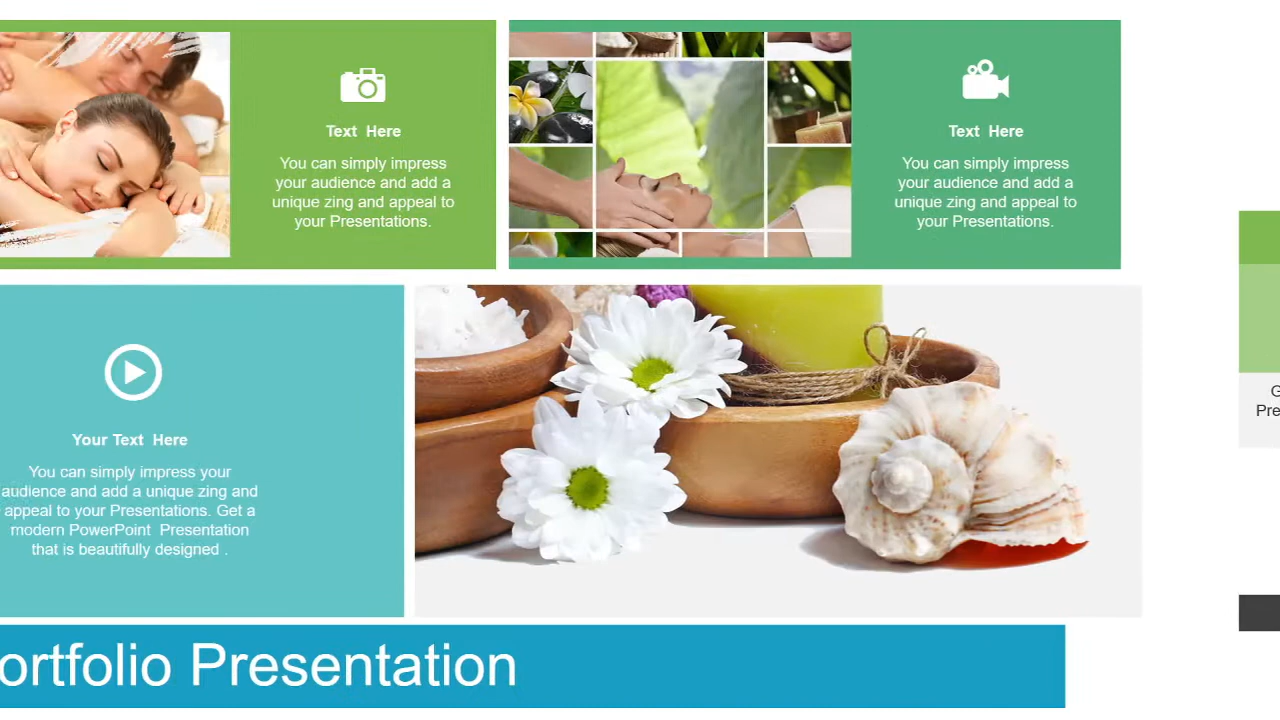 Text Here
You can simply impress
your audience and add a
unique zing and appeal to
your Presentations.
Text Here
You can simply impress
your audience and add a
unique zing and appeal to
your Presentations.
Your Text Here
You can simply impress your
audience and add a unique zing and
appeal to your Presentations. Get a
modern PowerPoint Presentation
that is beautifully designed .
G
Pre
ortfolio Presentation